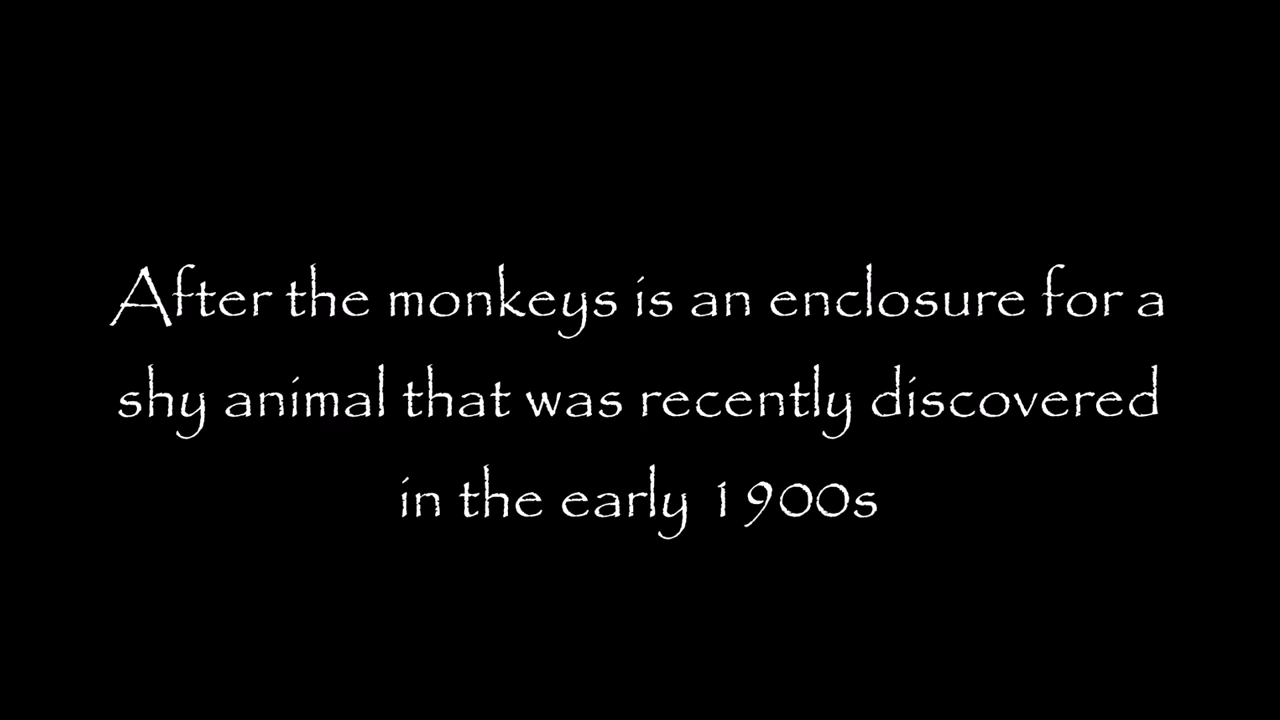 After the monkeys is an enclosure for a
shy animal that was recently discovered
in the early 1900s